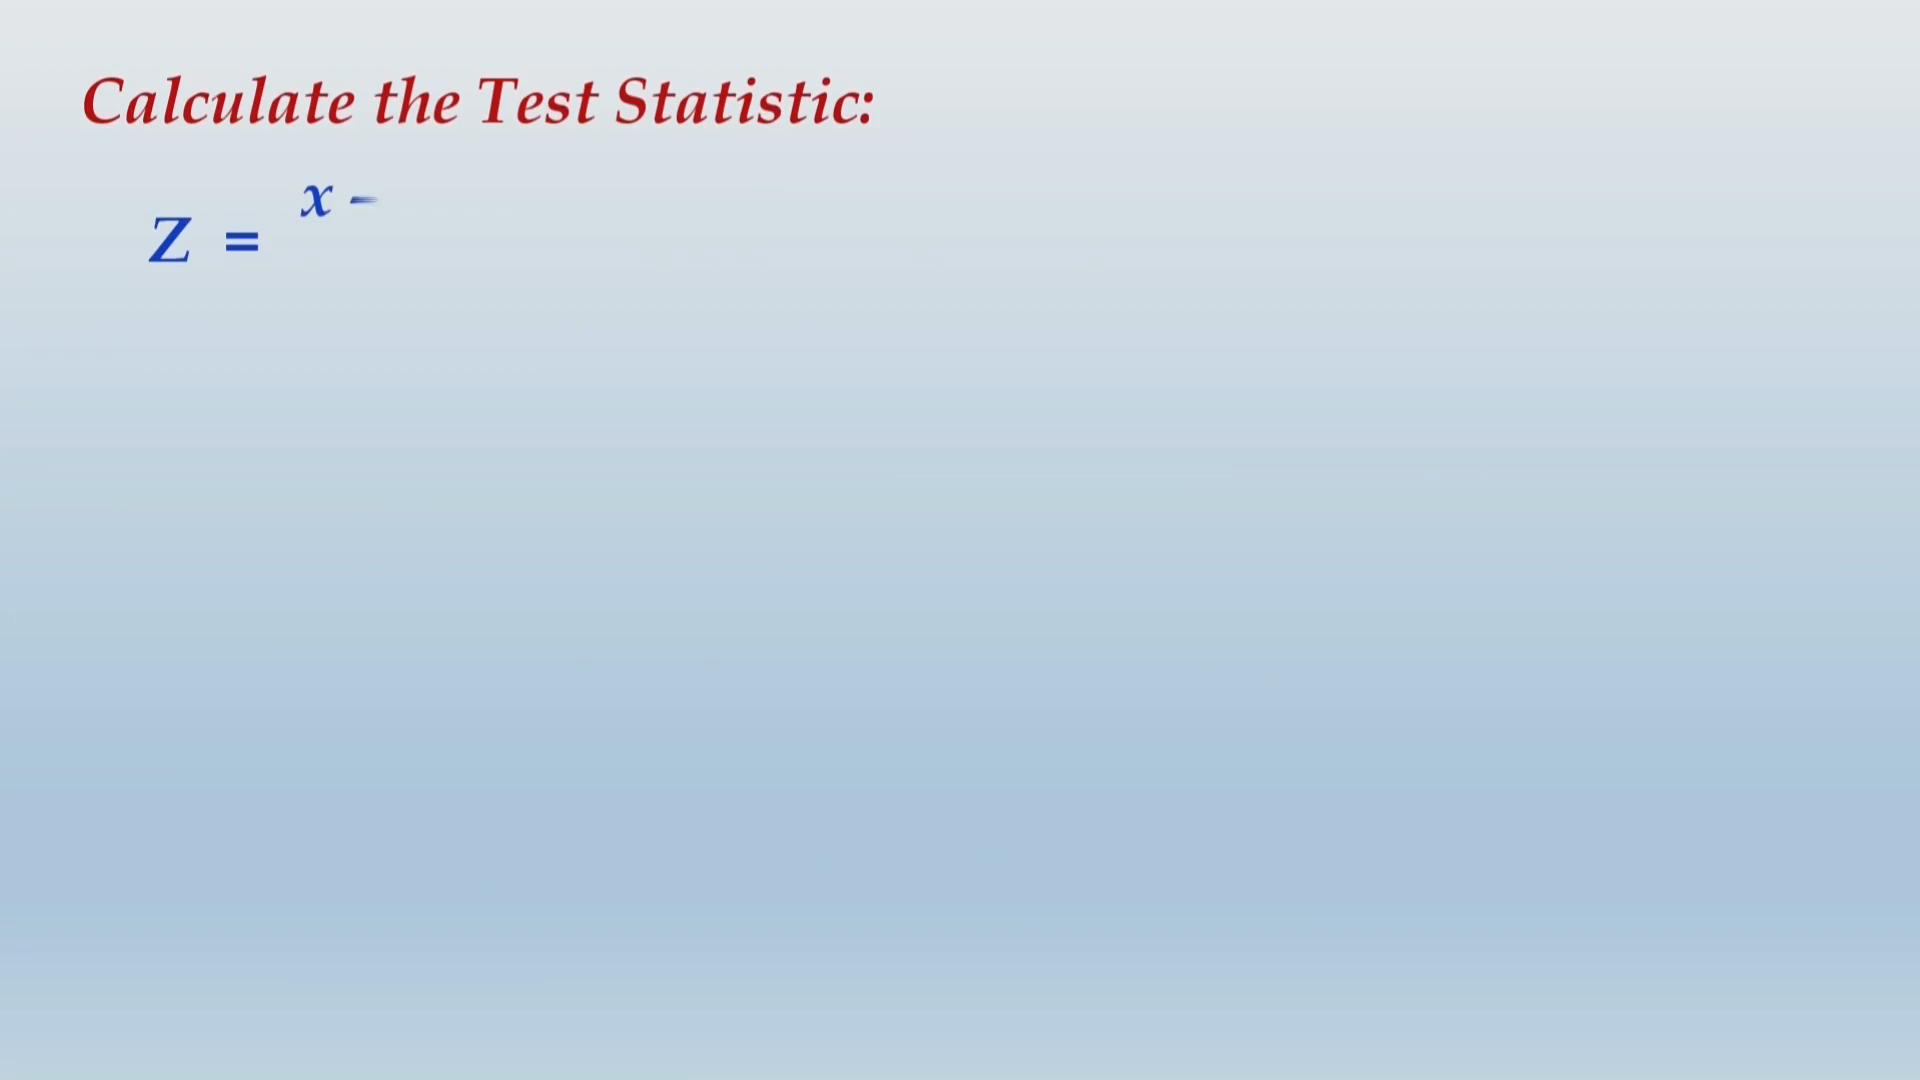 Calculate the Test Statistic:
x –
Z =